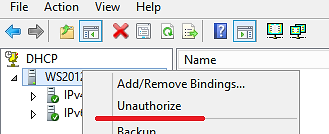 File Action View Help
DHCP
Name
WS2012
Add/Remove Bindings...
Unauthorize
Backup